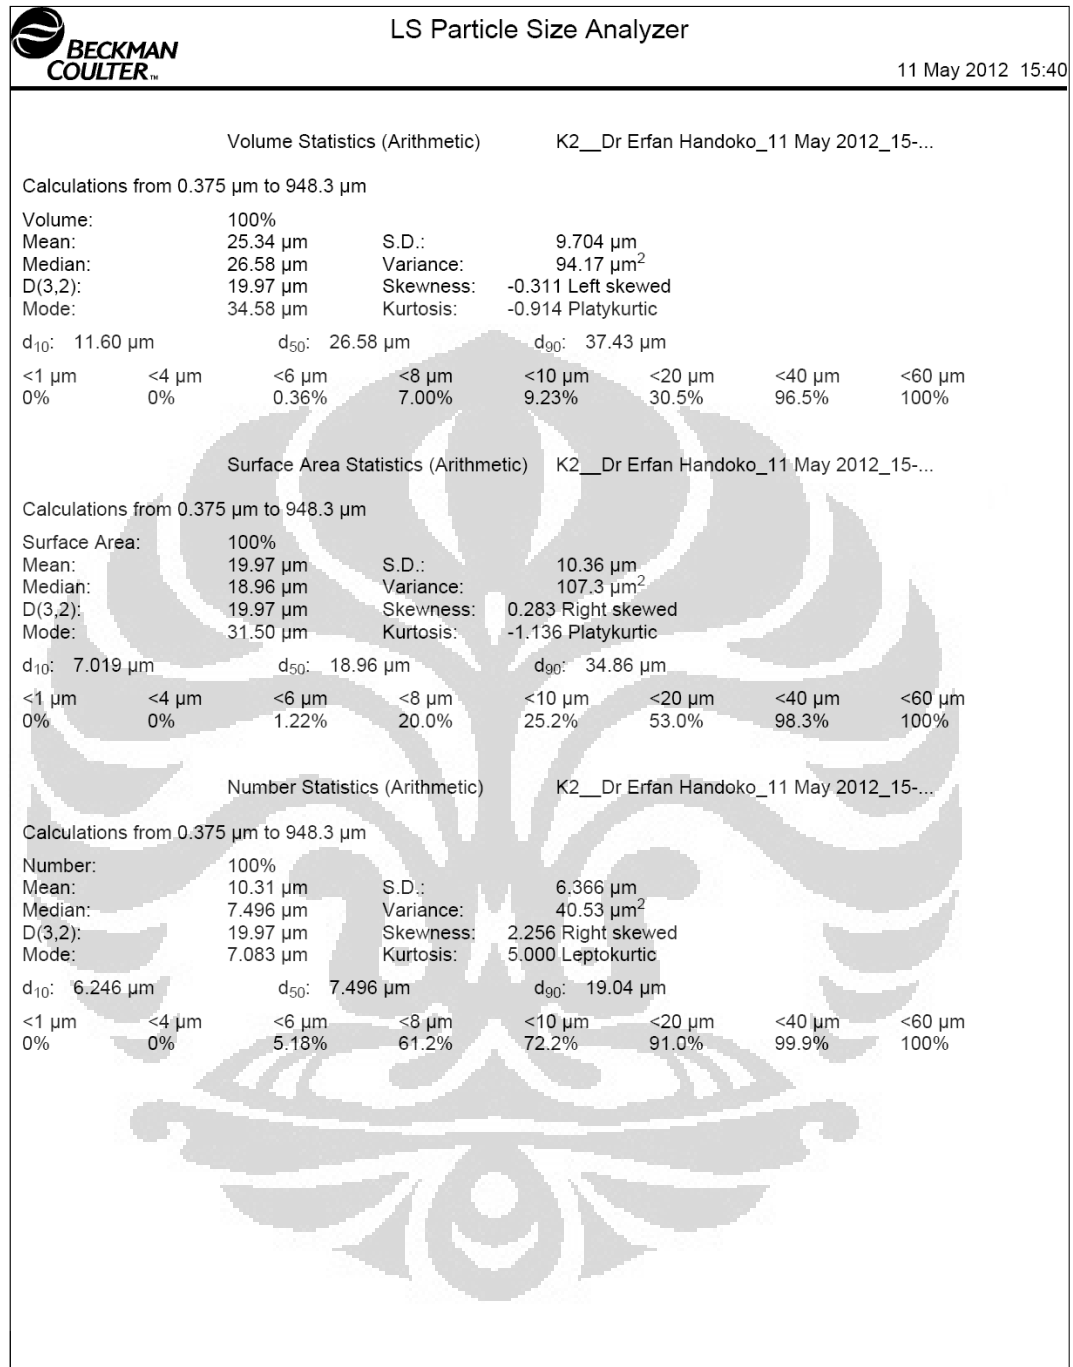 LS Particle Size Analyzer
BECKMAN
COULTER™
11 May 2012 15:40
Volume Statistics (Arithmetic) K2__Dr Erfan Handoko_11 May 2012_15-...
Calculations from 0.375 µm to 948.3 µm
Volume: 100%
Mean: 25.34 µm S.D.: 9.704 µm
Median: 26.58 µm Variance: 94.17 µm²
D(3,2): 19.97 µm Skewness: -0.311 Left skewed
Mode: 34.58 µm Kurtosis: -0.914 Platykurtic
d₁₀: 11.60 µm d₅₀: 26.58 µm d₉₀: 37.43 µm
<1 µm <4 µm <6 µm <8 µm <10 µm <20 µm <40 µm <60 µm
0% 0% 0.36% 7.00% 9.23% 30.5% 96.5% 100%
Surface Area Statistics (Arithmetic) K2__Dr Erfan Handoko_11 May 2012_15-...
Calculations from 0.375 µm to 948.3 µm
Surface Area: 100%
Mean: 19.97 µm S.D.: 10.36 µm
Median: 18.96 µm Variance: 107.3 µm²
D(3,2): 19.97 µm Skewness: 0.283 Right skewed
Mode: 31.50 µm Kurtosis: -1.136 Platykurtic
d₁₀: 7.019 µm d₅₀: 18.96 µm d₉₀: 34.86 µm
<1 µm <4 µm <6 µm <8 µm <10 µm <20 µm <40 µm <60 µm
0% 0% 1.22% 20.0% 25.2% 53.0% 98.3% 100%
Number Statistics (Arithmetic) K2__Dr Erfan Handoko_11 May 2012_15-...
Calculations from 0.375 µm to 948.3 µm
Number: 100%
Mean: 10.31 µm S.D.: 6.366 µm
Median: 7.496 µm Variance: 40.53 µm²
D(3,2): 19.97 µm Skewness: 2.256 Right skewed
Mode: 7.083 µm Kurtosis: 5.000 Leptokurtic
d₁₀: 6.246 µm d₅₀: 7.496 µm d₉₀: 19.04 µm
<1 µm <4 µm <6 µm <8 µm <10 µm <20 µm <40 µm <60 µm
0% 0% 5.18% 61.2% 72.2% 91.0% 99.9% 100%